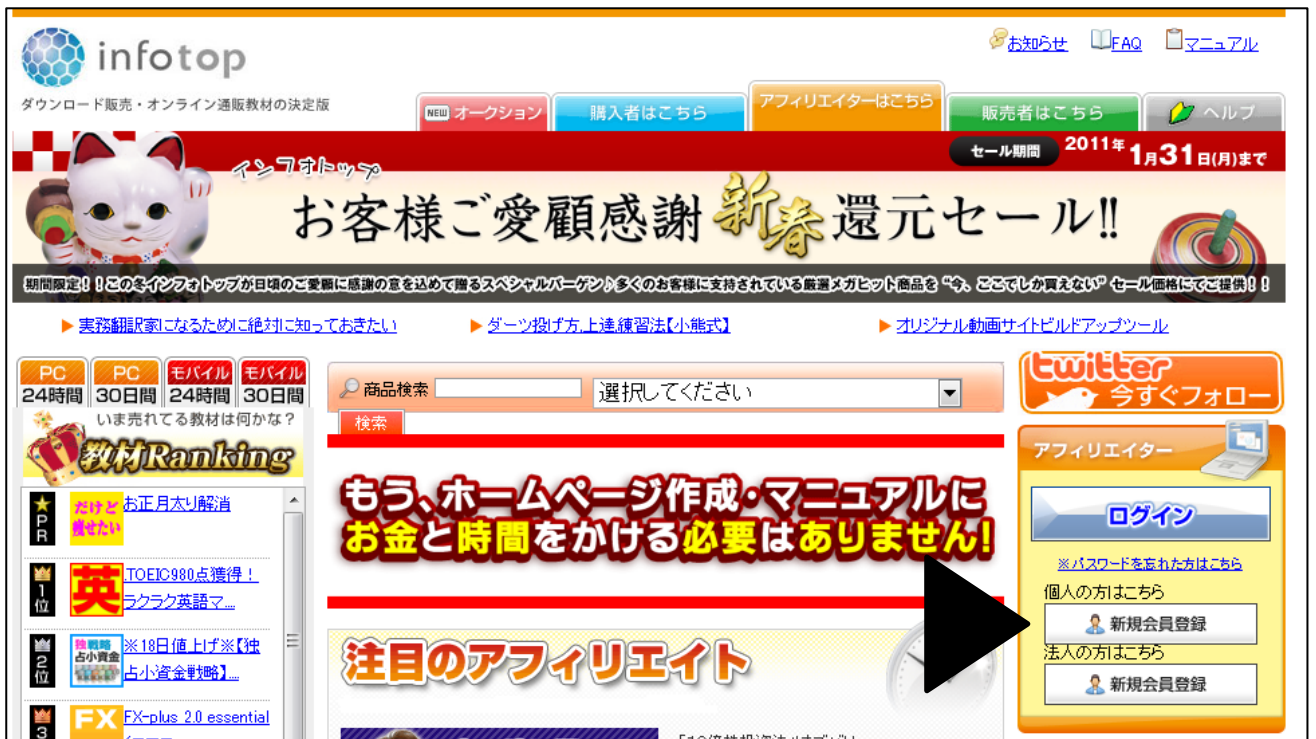 infotop
お知らせ FAQ マニュアル
ダウンロード販売・オンライン通販教材の決定版
NEW オークション 購入者はこちら アフィリエイターはこちら 販売者はこちら ヘルプ
セール期間 2011年1月31日(月)まで
インフォトップ
お客様ご愛顧感謝新春還元セール!!
期間限定!!この冬インフォトップが日頃のご愛顧に感謝の意を込めて贈るスペシャルバーゲン♪多くのお客様に支持されている厳選メガヒット商品を“今、ここでしか買えない”セール価格にてご提供!!
実務翻訳家になるために絶対に知っておきたい ダーツ投げ方,上達,練習法【小熊式】 オリジナル動画サイトビルドアップツール
PC 24時間 PC 30日間 モバイル 24時間 モバイル 30日間
いま売れてる教材は何かな?
教材Ranking
★PR だけど痩せたい お正月太り解消
1位 英 .TOEIC980点獲得！ラクラク英語マ...
2位 独戦略 占小資金 ※18日値上げ※【独占小資金戦略】...
3 FX FX-plus 2.0 essential
商品検索 選択してください
検索
もう、ホームページ作成・マニュアルに
お金と時間をかける必要はありません!
注目のアフィリエイト
twitter
今すぐフォロー
アフィリエイター
ログイン
※パスワードを忘れた方はこちら
個人の方はこちら
新規会員登録
法人の方はこちら
新規会員登録